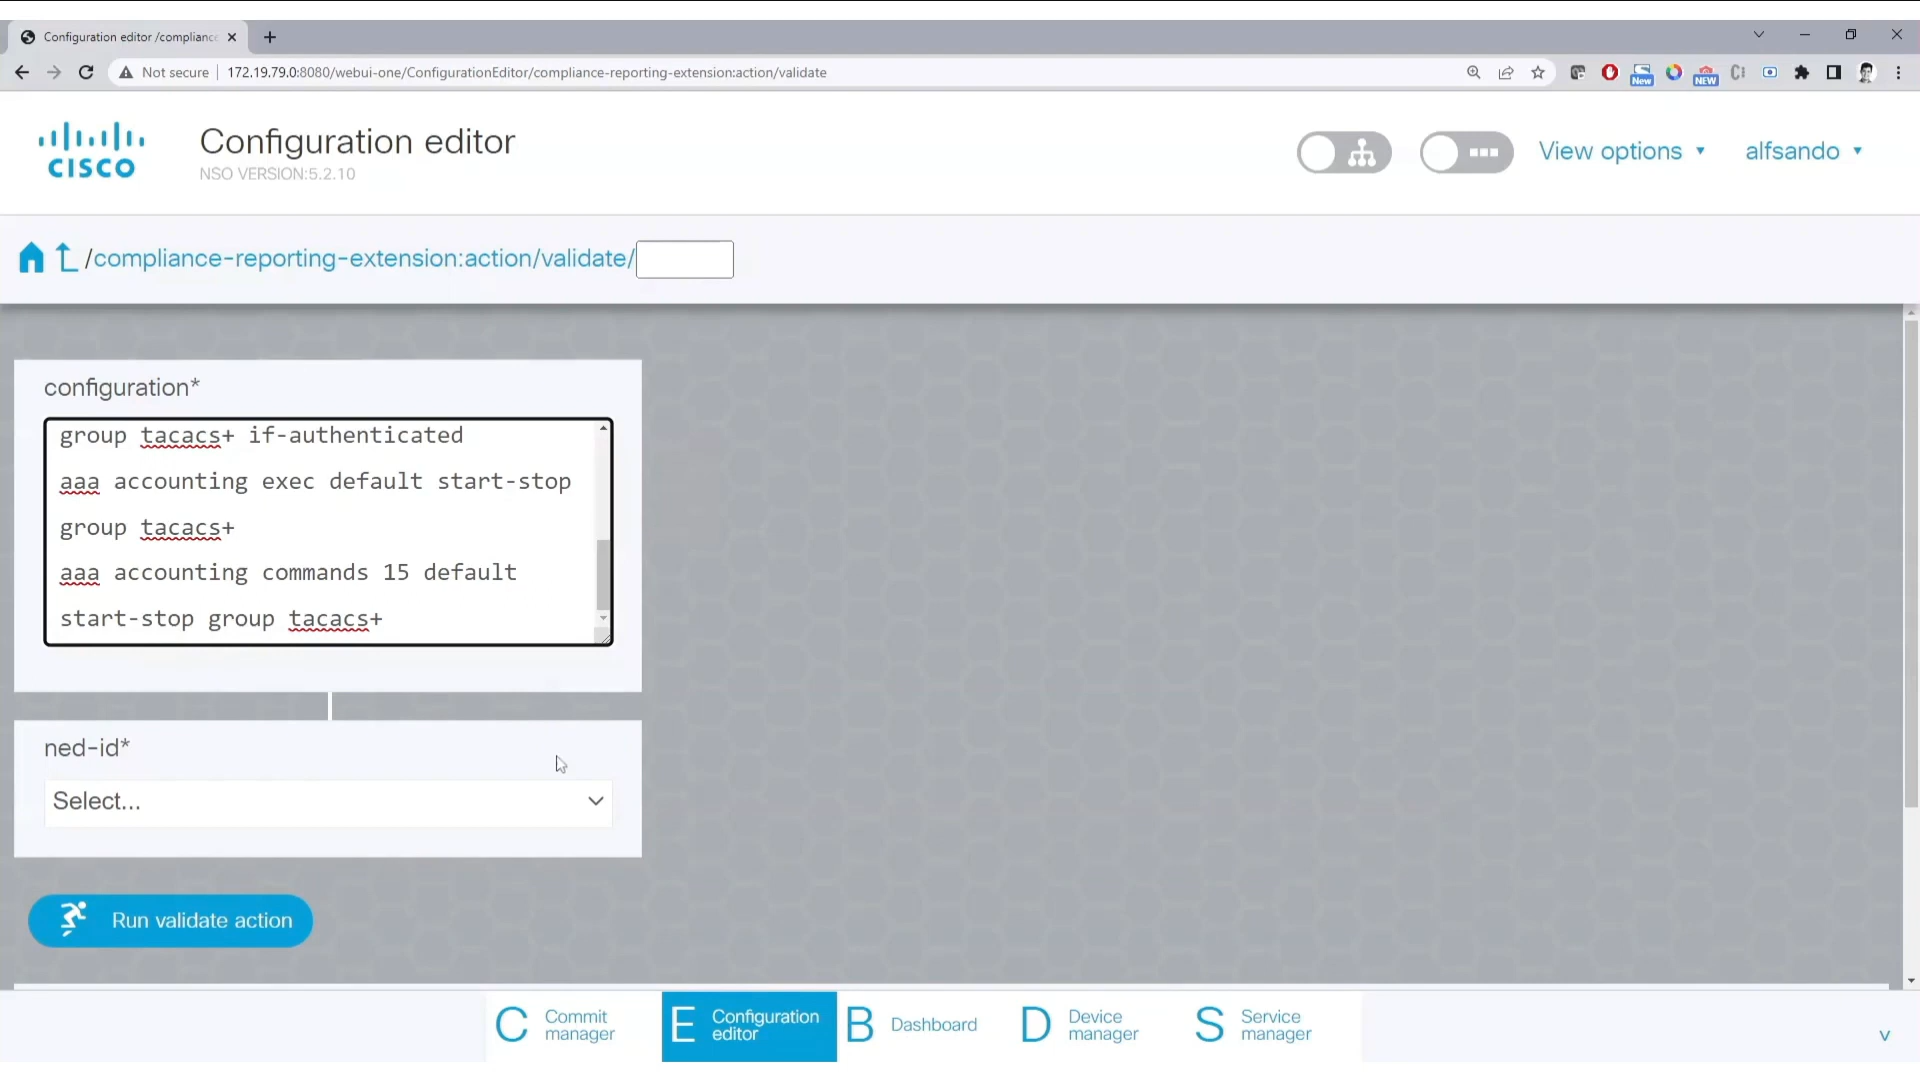 Configuration editor /complianc
Not secure
172.19.79.0:8080/webui-one/ConfigurationEditor/compliance-reporting-extension:action/validate
New
NEW
CISCO
Configuration editor
NSO VERSION:5.2.10
View options
alfsando
/compliance-reporting-extension:action/validate/
configuration*
group tacacs+ if-authenticated
aaa accounting exec default start-stop
group tacacs+
aaa accounting commands 15 default
start-stop group tacacs+
ned-id*
Select...
Run validate action
C Commit manager
E Configuration editor
B Dashboard
D Device manager
S Service manager
v